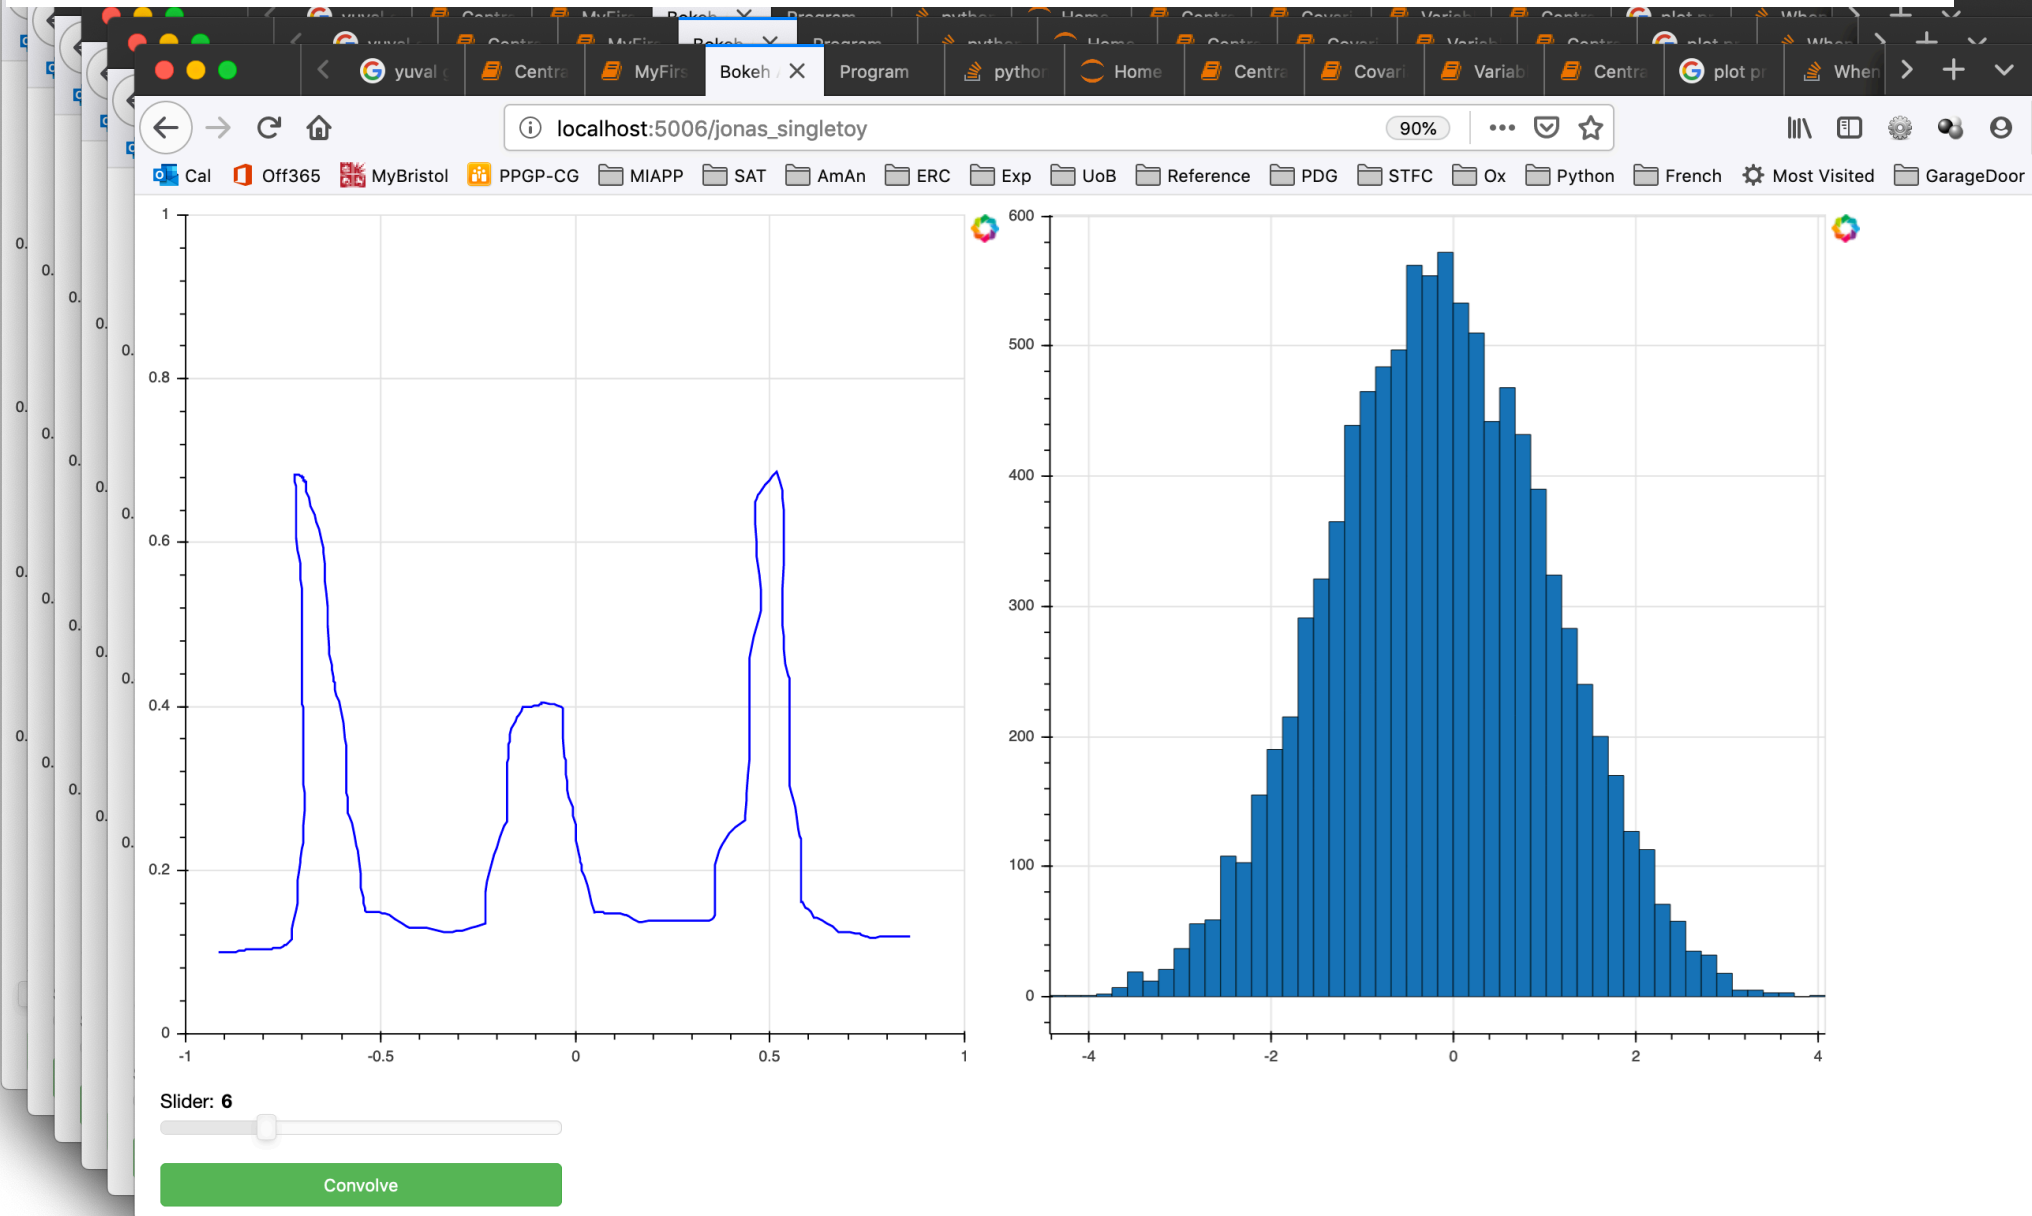 yuval
Centra
MyFirs
Bokeh
Program
python
Home
Centra
Covari
Variab
Centra
plot pr
When
localhost:5006/jonas_singletoy
90%
Cal
Off365
MyBristol
PPGP-CG
MIAPP
SAT
AmAn
ERC
Exp
UoB
Reference
PDG
STFC
Ox
Python
French
Most Visited
GarageDoor
1
0.8
0.6
0.4
0.2
0
-1
-0.5
0
0.5
1
600
500
400
300
200
100
0
-4
-2
0
2
4
Slider: 6
Convolve